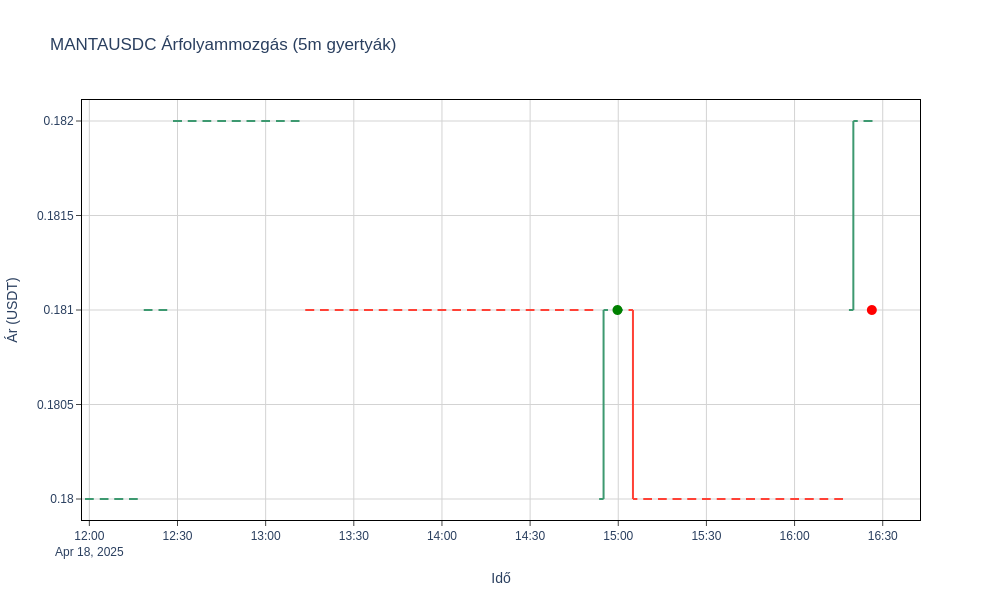 MANTAUSDC Árfolyammozgás (5m gyertyák)
0.182
0.1815
0.181
0.1805
0.18
Ár (USDT)
12:00 12:30 13:00 13:30 14:00 14:30 15:00 15:30 16:00 16:30
Apr 18, 2025
Idő